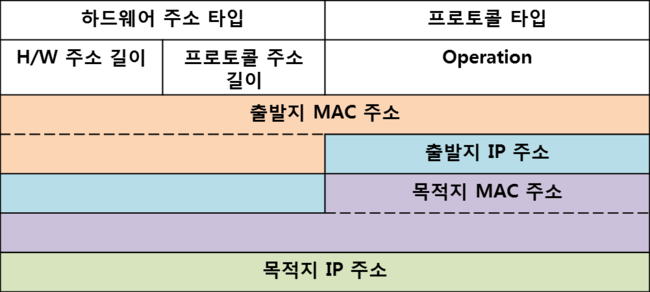 하드웨어 주소 타입
프로토콜 타입
H/W 주소 길이
프로토콜 주소
길이
Operation
출발지 MAC 주소
출발지 IP 주소
목적지 MAC 주소
목적지 IP 주소